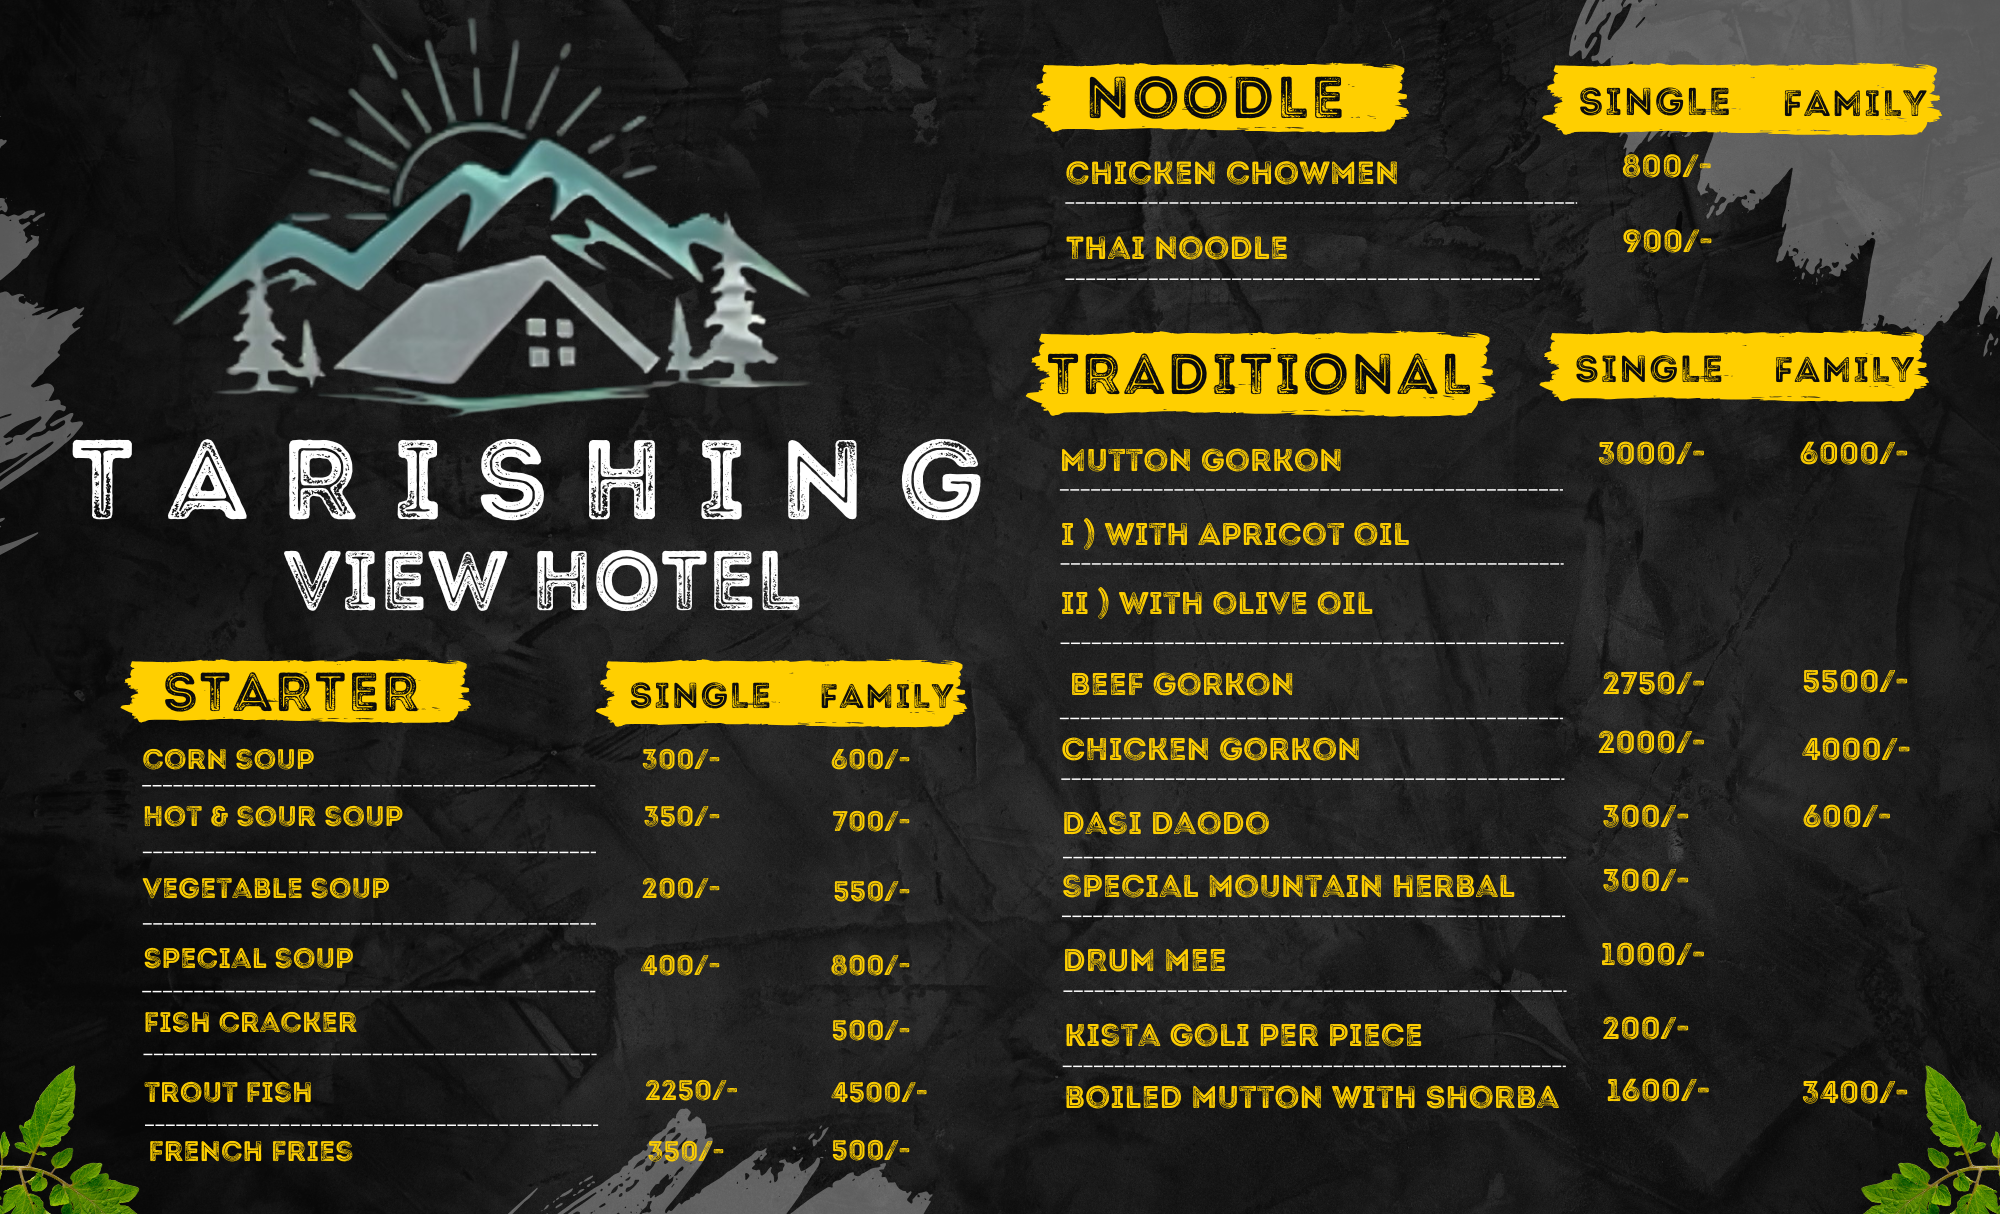 TARISHING
VIEW HOTEL
STARTER SINGLE FAMILY
CORN SOUP 300/- 600/-
HOT & SOUR SOUP 350/- 700/-
VEGETABLE SOUP 200/- 550/-
SPECIAL SOUP 400/- 800/-
FISH CRACKER 500/-
TROUT FISH 2250/- 4500/-
FRENCH FRIES 350/- 500/-
NOODLE SINGLE FAMILY
CHICKEN CHOWMEN 800/-
THAI NOODLE 900/-
TRADITIONAL SINGLE FAMILY
MUTTON GORKON 3000/- 6000/-
I ) WITH APRICOT OIL
II ) WITH OLIVE OIL
BEEF GORKON 2750/- 5500/-
CHICKEN GORKON 2000/- 4000/-
DASI DAODO 300/- 600/-
SPECIAL MOUNTAIN HERBAL 300/-
DRUM MEE 1000/-
KISTA GOLI PER PIECE 200/-
BOILED MUTTON WITH SHORBA 1600/- 3400/-